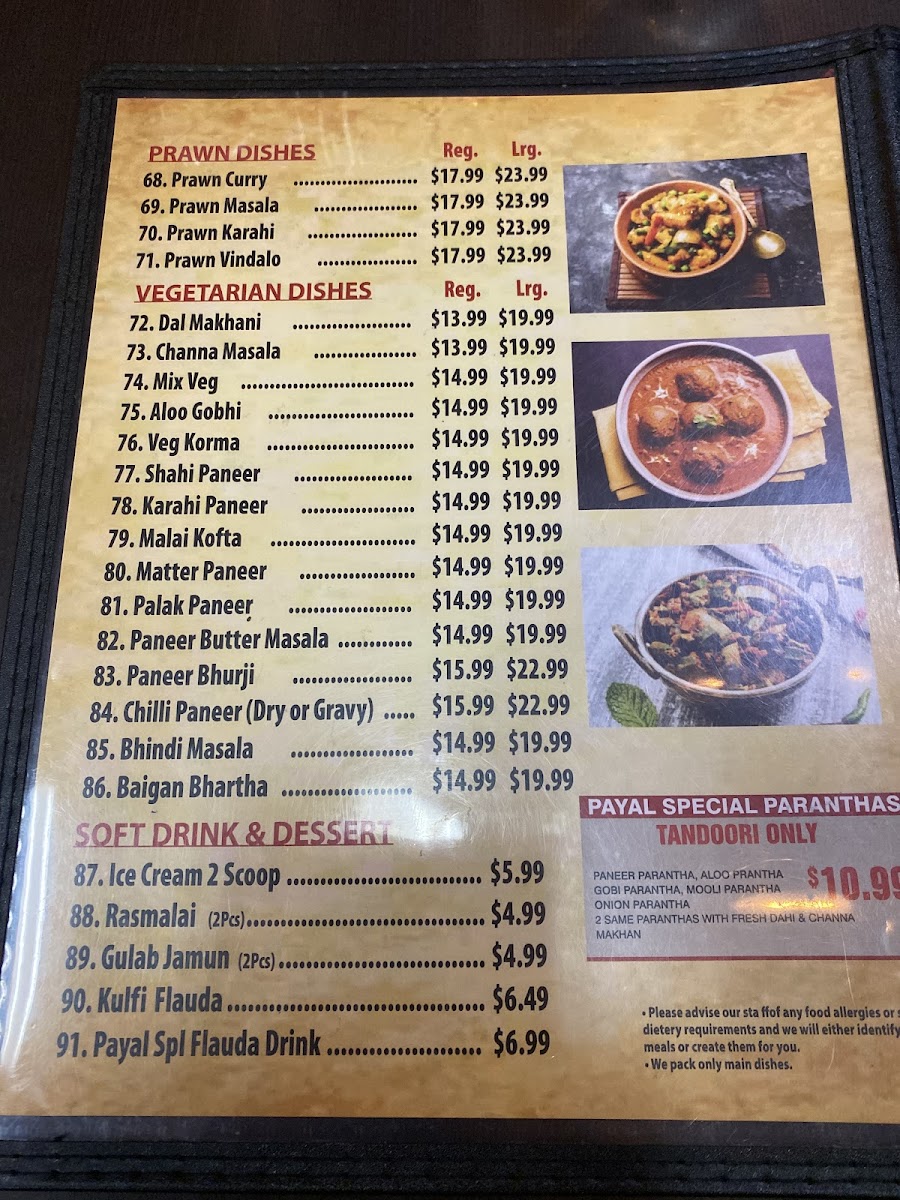 PRAWN DISHES Reg. Lrg.
68. Prawn Curry ...................... $17.99 $23.99
69. Prawn Masala .................. $17.99 $23.99
70. Prawn Karahi ................... $17.99 $23.99
71. Prawn Vindalo ................. $17.99 $23.99
VEGETARIAN DISHES Reg. Lrg.
72. Dal Makhani ..................... $13.99 $19.99
73. Channa Masala .................. $13.99 $19.99
74. Mix Veg .............................. $14.99 $19.99
75. Aloo Gobhi ......................... $14.99 $19.99
76. Veg Korma ......................... $14.99 $19.99
77. Shahi Paneer .................... $14.99 $19.99
78. Karahi Paneer ................... $14.99 $19.99
79. Malai Kofta ........................ $14.99 $19.99
80. Matter Paneer ................... $14.99 $19.99
81. Palak Paneer .................... $14.99 $19.99
82. Paneer Butter Masala ............ $14.99 $19.99
83. Paneer Bhurji ................... $15.99 $22.99
84. Chilli Paneer (Dry or Gravy) ..... $15.99 $22.99
85. Bhindi Masala ................... $14.99 $19.99
86. Baigan Bhartha .................... $14.99 $19.99
SOFT DRINK & DESSERT
87. Ice Cream 2 Scoop .............................. $5.99
88. Rasmalai (2Pcs).................................... $4.99
89. Gulab Jamun (2Pcs)............................... $4.99
90. Kulfi Flauda....................................... $6.49
91. Payal Spl Flauda Drink ....................... $6.99
PAYAL SPECIAL PARANTHAS
TANDOORI ONLY
PANEER PARANTHA, ALOO PRANTHA
GOBI PARANTHA, MOOLI PARANTHA
ONION PARANTHA
2 SAME PARANTHAS WITH FRESH DAHI & CHANNA
MAKHAN
$10.99
• Please advise our sta ffof any food allergies or
dietery requirements and we will either identify
meals or create them for you.
• We pack only main dishes.